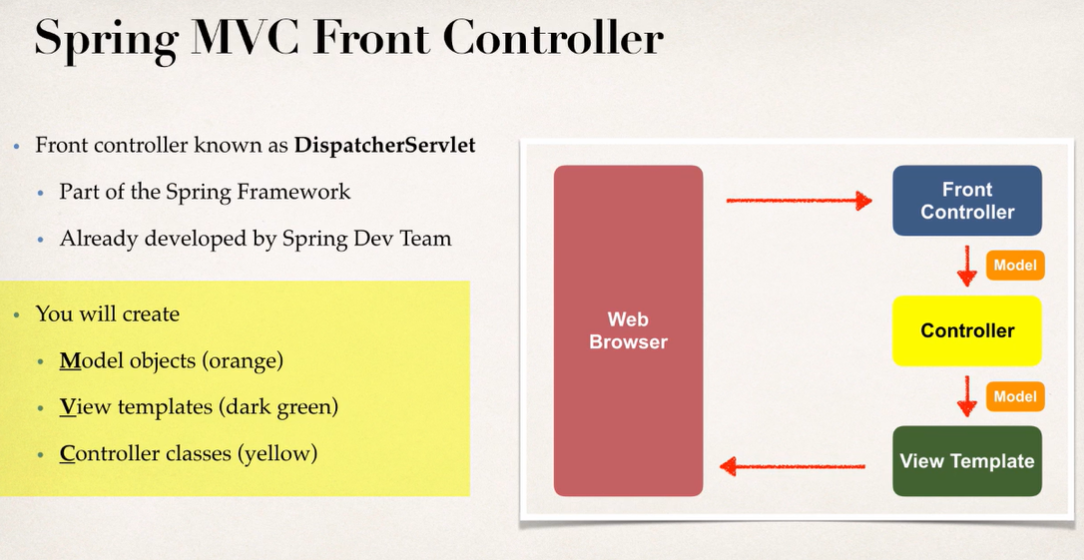 Spring MVC Front Controller
• Front controller known as DispatcherServlet
• Part of the Spring Framework
• Already developed by Spring Dev Team
• You will create
• Model objects (orange)
• View templates (dark green)
• Controller classes (yellow)
Web
Browser
Front
Controller
Model
Controller
Model
View Template